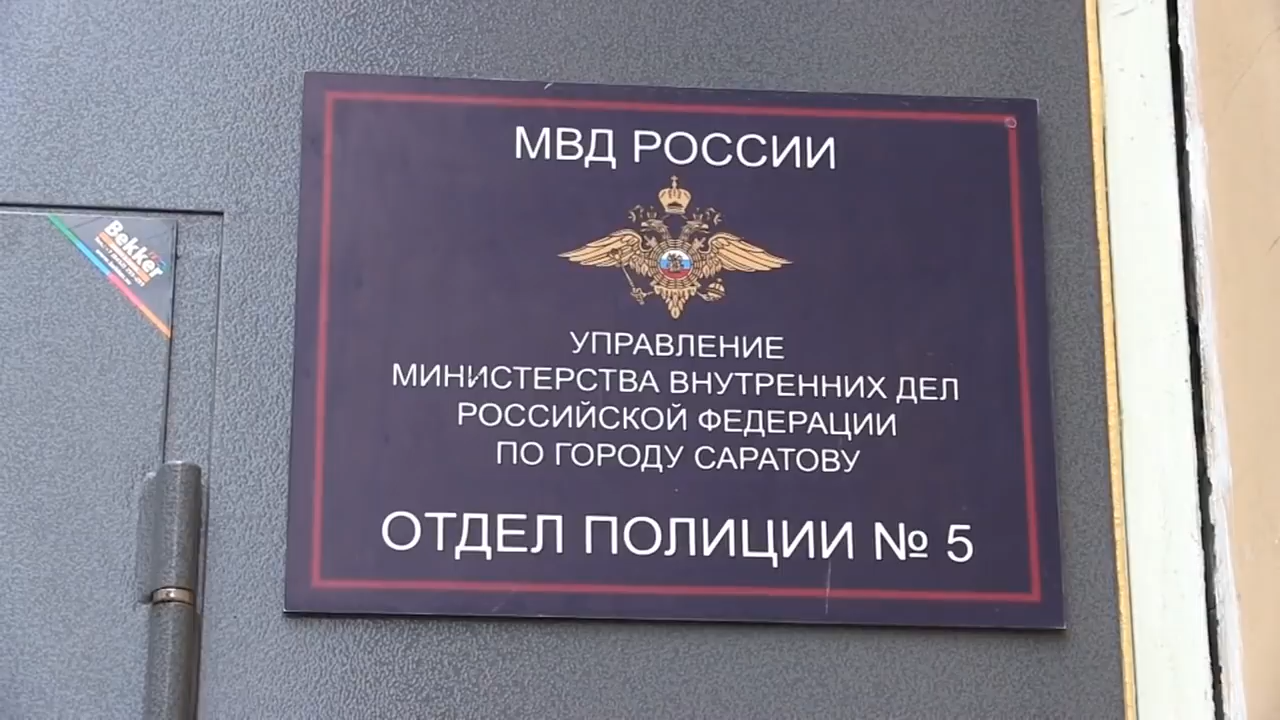 МВД РОССИИ
УПРАВЛЕНИЕ
МИНИСТЕРСТВА ВНУТРЕННИХ ДЕЛ
РОССИЙСКОЙ ФЕДЕРАЦИИ
ПО ГОРОДУ САРАТОВУ
ОТДЕЛ ПОЛИЦИИ № 5
Bekker